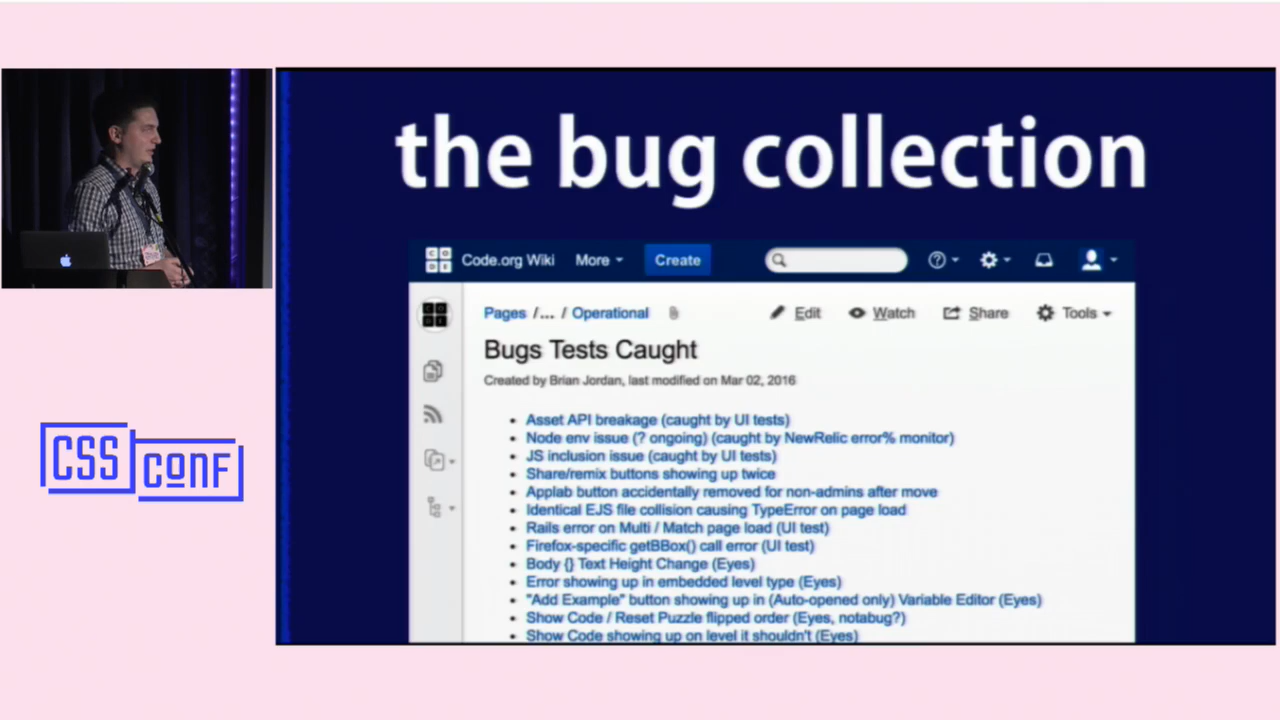 the bug collection
Code.org Wiki More Create
Pages /... / Operational Edit Watch Share Tools
Bugs Tests Caught
Created by Brian Jordan, last modified on Mar 02, 2016
Asset API breakage (caught by UI tests)
Node env issue (? ongoing) (caught by NewRelic error% monitor)
JS inclusion issue (caught by UI tests)
Share/remix buttons showing up twice
Applab button accidentally removed for non-admins after move
Identical EJS file collision causing TypeError on page load
Rails error on Multi / Match page load (UI test)
Firefox-specific getBBox() call error (UI test)
Body {} Text Height Change (Eyes)
Error showing up in embedded level type (Eyes)
"Add Example" button showing up in (Auto-opened only) Variable Editor (Eyes)
Show Code / Reset Puzzle flipped order (Eyes, notabug?)
Show Code showing up on level it shouldn't (Eyes)
CSS
CONF